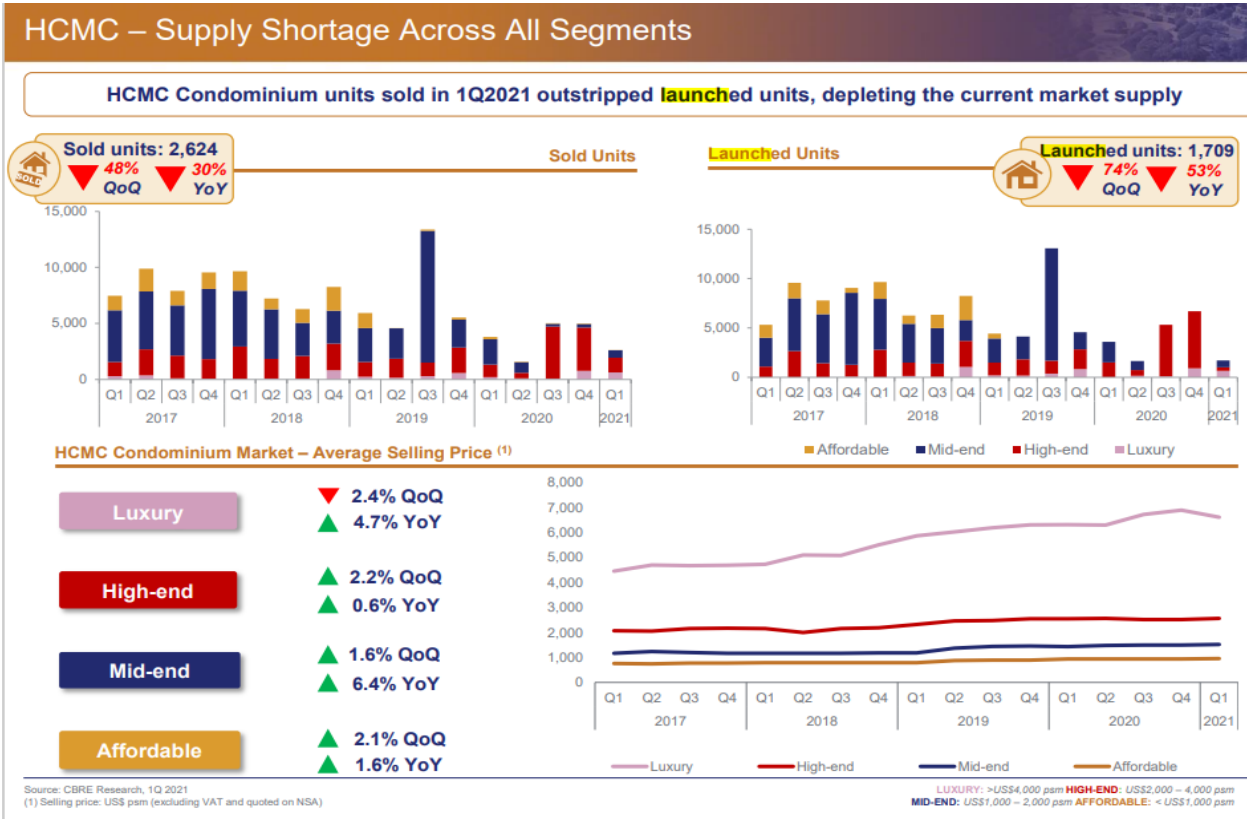 HCMC – Supply Shortage Across All Segments
HCMC Condominium units sold in 1Q2021 outstripped launched units, depleting the current market supply
SOLD
Sold units: 2,624
48% QoQ
30% YoY
Sold Units
15,000
10,000
5,000
0
Q1 Q2 Q3 Q4 Q1 Q2 Q3 Q4 Q1 Q2 Q3 Q4 Q1 Q2 Q3 Q4 Q1
2017 2018 2019 2020 2021
Launched Units
Launched units: 1,709
74% QoQ
53% YoY
15,000
10,000
5,000
0
Q1 Q2 Q3 Q4 Q1 Q2 Q3 Q4 Q1 Q2 Q3 Q4 Q1 Q2 Q3 Q4 Q1
2017 2018 2019 2020 2021
Affordable Mid-end High-end Luxury
HCMC Condominium Market – Average Selling Price (1)
Luxury
2.4% QoQ
4.7% YoY
High-end
2.2% QoQ
0.6% YoY
Mid-end
1.6% QoQ
6.4% YoY
Affordable
2.1% QoQ
1.6% YoY
8,000
7,000
6,000
5,000
4,000
3,000
2,000
1,000
0
Q1 Q2 Q3 Q4 Q1 Q2 Q3 Q4 Q1 Q2 Q3 Q4 Q1 Q2 Q3 Q4 Q1
2017 2018 2019 2020 2021
Luxury High-end Mid-end Affordable
Source: CBRE Research, 1Q 2021
(1) Selling price: US$ psm (excluding VAT and quoted on NSA)
LUXURY: >US$4,000 psm HIGH-END: US$2,000 – 4,000 psm
MID-END: US$1,000 – 2,000 psm AFFORDABLE: < US$1,000 psm